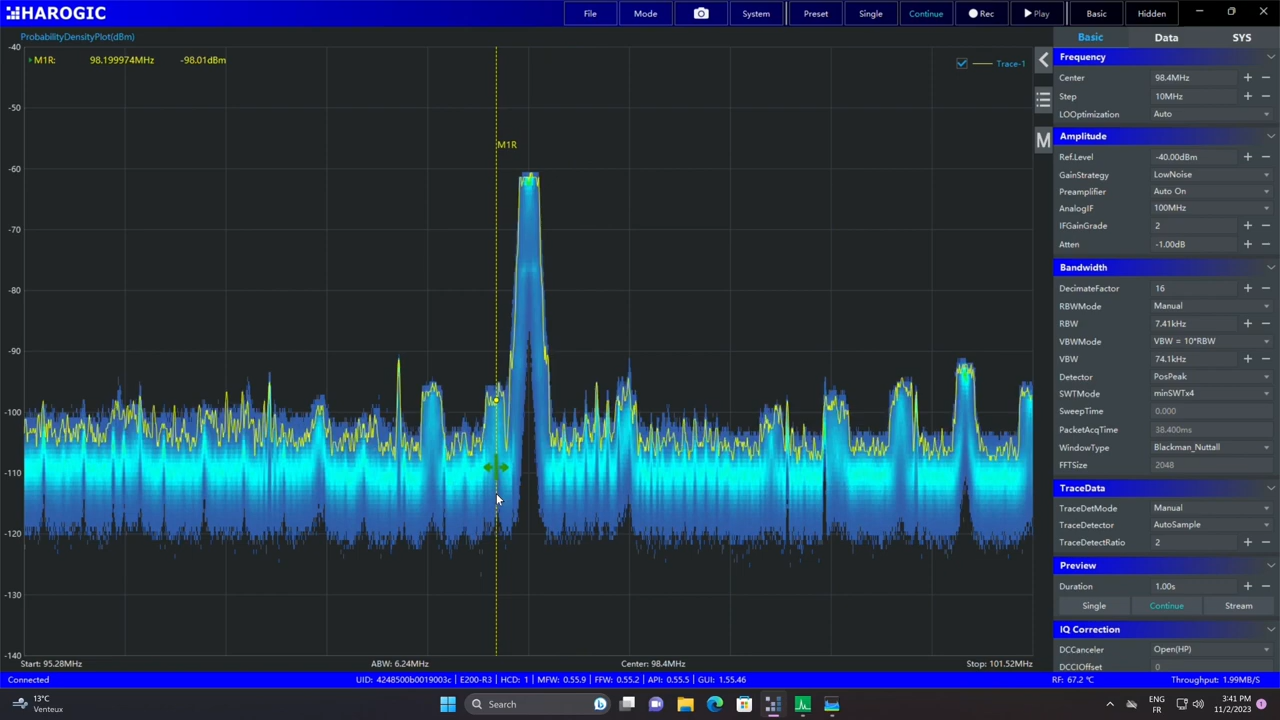 HAROGIC
File Mode System Preset Single Continue Rec Play Basic Hidden
ProbabilityDensityPlot(dBm)
M1R: 98.199974MHz -98.01dBm
Trace-1
M1R
-40
-50
-60
-70
-80
-90
-100
-110
-120
-130
-140
Start: 95.28MHz ABW: 6.24MHz Center: 98.4MHz Stop: 101.52MHz
M
Basic Data SYS
Frequency
Center 98.4MHz + −
Step 10MHz + −
LOOptimization Auto
Amplitude
Ref.Level -40.00dBm + −
GainStrategy LowNoise
Preamplifier Auto On
AnalogIF 100MHz
IFGainGrade 2 + −
Atten -1.00dB + −
Bandwidth
DecimateFactor 16 + −
RBWMode Manual
RBW 7.41kHz + −
VBWMode VBW = 10*RBW
VBW 74.1kHz + −
Detector PosPeak
SWTMode minSWTx4
SweepTime 0.000
PacketAcqTime 38.400ms
WindowType Blackman_Nuttall
FFTSize 2048
TraceData
TraceDetMode Manual
TraceDetector AutoSample
TraceDetectRatio 2 + −
Preview
Duration 1.00s + −
Single Continue Stream
IQ Correction
DCCanceler Open(HP)
DCCIOffset 0
Connected UID: 4248500b0019003c | E200-R3 | HCD: 1 | MFW: 0.55.9 | FFW: 0.55.2 | API: 0.55.5 | GUI: 1.55.46 RF: 67.2 °C Throughput: 1.99MB/S
13°C
Venteux
Search
ENG
FR
3:41 PM
11/2/2023